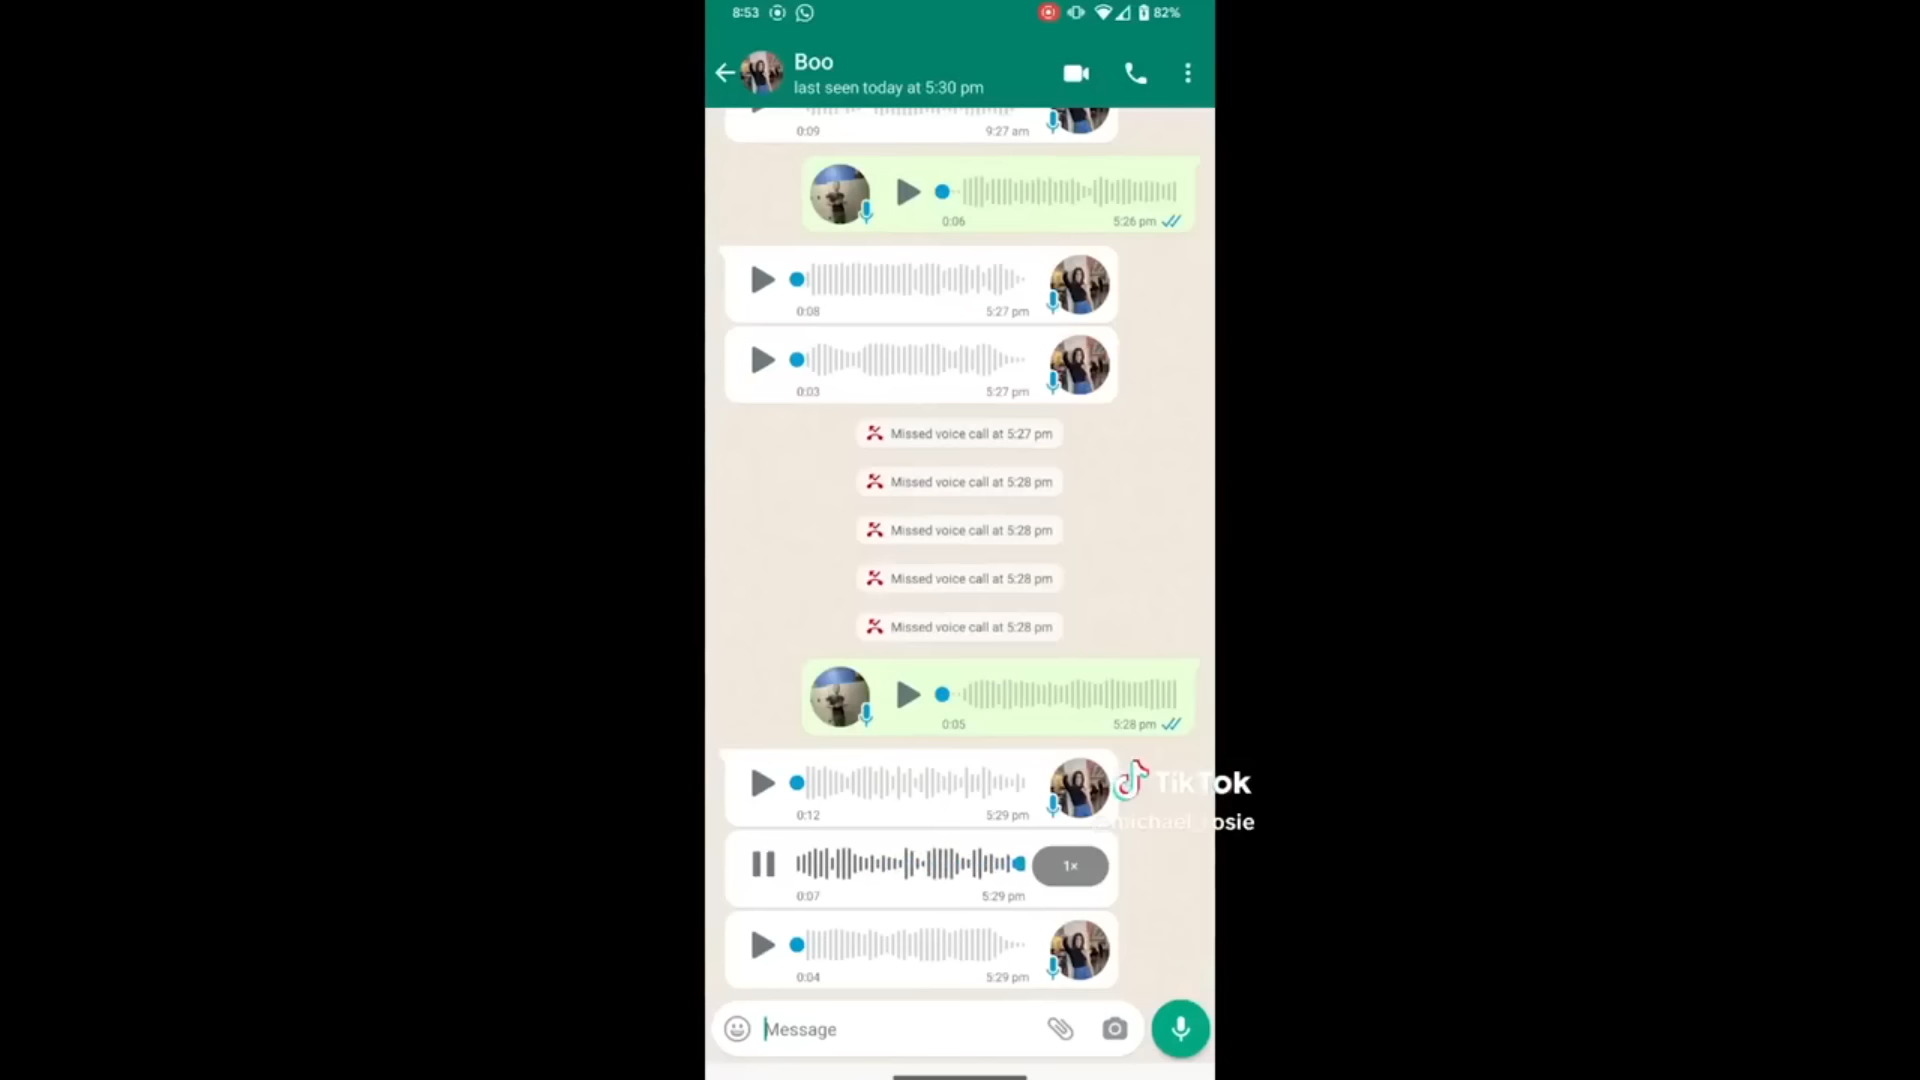 8:53
82%
Boo
last seen today at 5:30 pm
0:09 9:27 am
0:06 5:26 pm
0:08 5:27 pm
0:03 5:27 pm
Missed voice call at 5:27 pm
Missed voice call at 5:28 pm
Missed voice call at 5:28 pm
Missed voice call at 5:28 pm
Missed voice call at 5:28 pm
0:05 5:28 pm
0:12 5:29 pm
TikTok
@michael_rosie
1×
0:07 5:29 pm
0:04 5:29 pm
Message